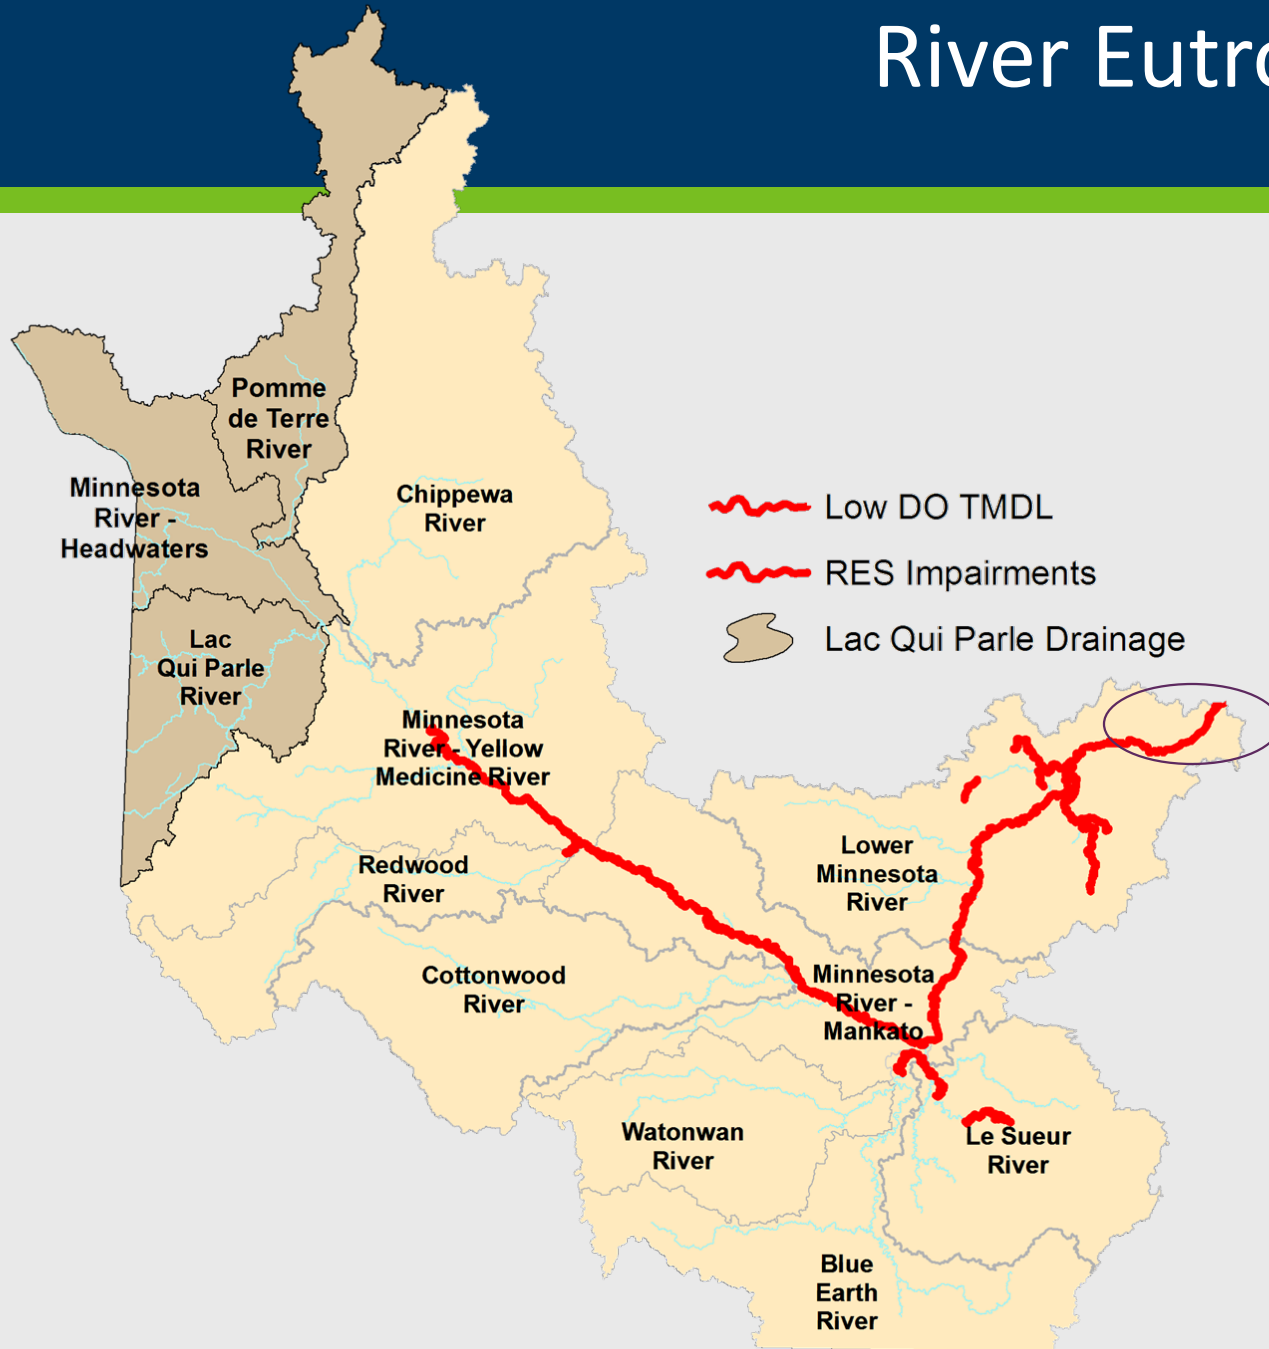 River Eutro
Pomme
de Terre
River
Minnesota
River -
Headwaters
Chippewa
River
Low DO TMDL
RES Impairments
Lac Qui Parle Drainage
Lac
Qui Parle
River
Minnesota
River - Yellow
Medicine River
Redwood
River
Lower
Minnesota
River
Cottonwood
River
Minnesota
River -
Mankato
Watonwan
River
Le Sueur
River
Blue
Earth
River